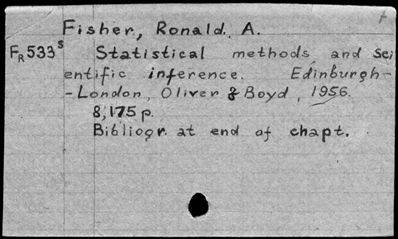 Fisher, Ronald, A.
FR533s Statistical methods and Sci
entific inference. Edinburgh-
-London, Oliver & Boyd, 1956.
8,175 p.
Bibliogr. at end of chapt.